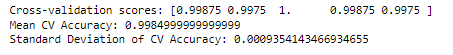 Cross-validation scores: [0.99875 0.9975  1.      0.99875 0.9975 ]
Mean CV Accuracy: 0.9984999999999999
Standard Deviation of CV Accuracy: 0.0009354143466934655